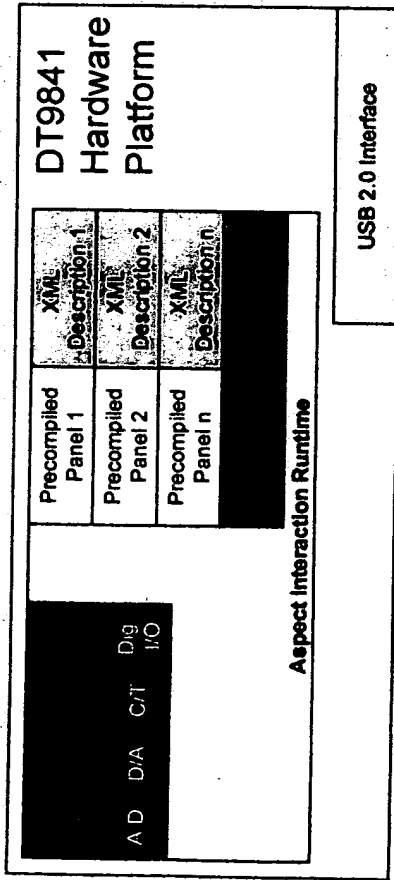 DT9841
Hardware
Platform
Precompiled
Panel 1
XML
Description 1
Precompiled
Panel 2
XML
Description 2
Precompiled
Panel n
XML
Description n
A D D/A C/T Dig
I/O
Aspect Interaction Runtime
USB 2.0 Interface